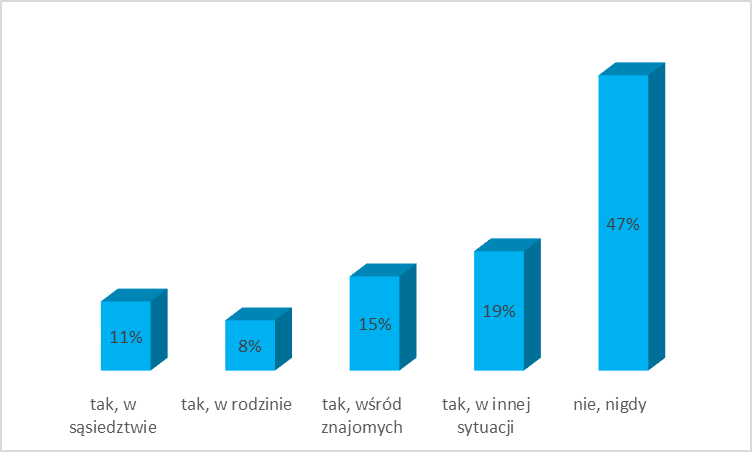 47%
19%
15%
11%
8%
tak, w
sąsiedztwie
tak, w rodzinie
tak, wśród
znajomych
tak, w innej
sytuacji
nie, nigdy